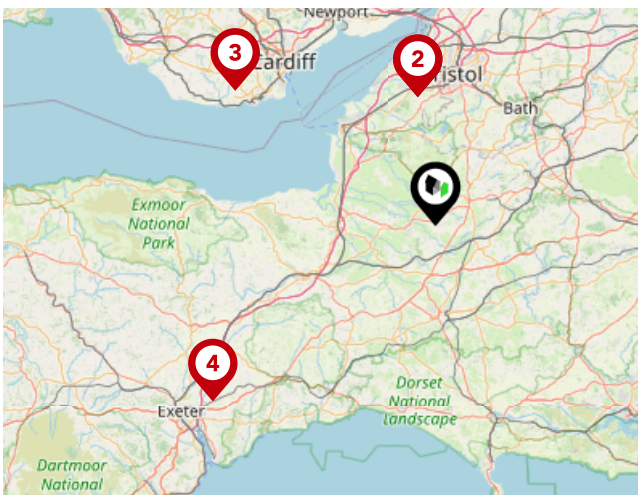 Newport
3
Cardiff
2
Bristol
Bath
Exmoor
National
Park
4
Exeter
Dorset
National
Landscape
Dartmoor
National